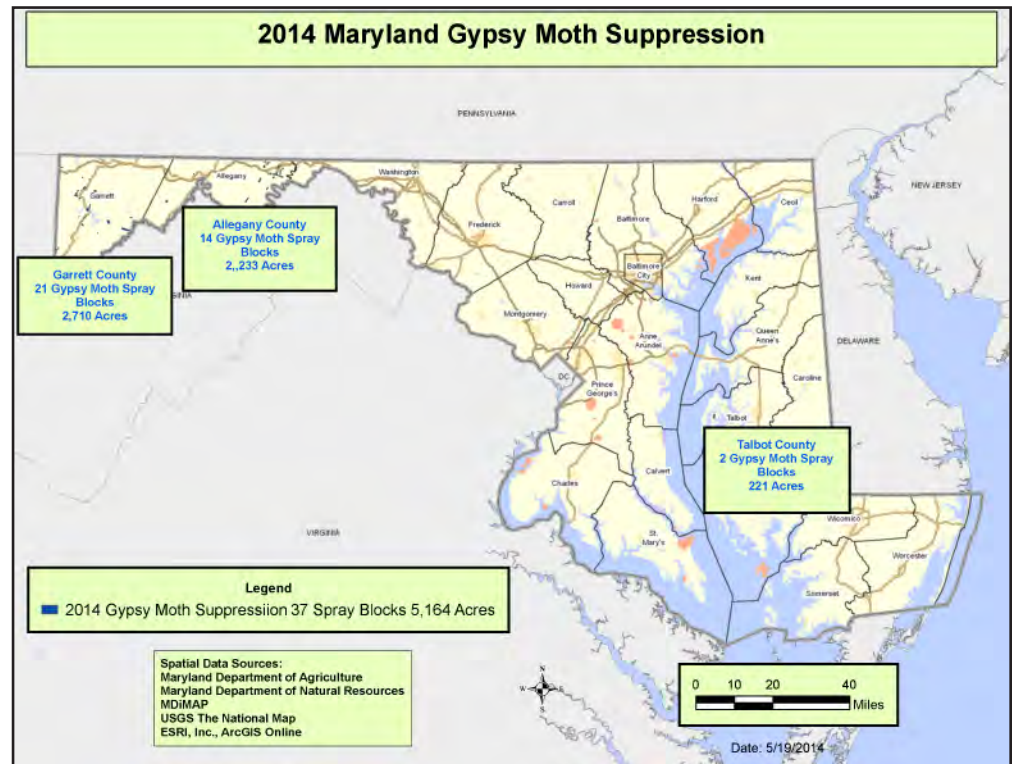 2014 Maryland Gypsy Moth Suppression
PENNSYLVANIA
NEW JERSEY
DELAWARE
VIRGINIA
GINIA
Garrett
Allegany
Washington
Frederick
Carroll
Baltimore
Harford
Cecil
Baltimore
City
Howard
Kent
Montgomery
Anne
Arundel
Queen
Anne's
DC
Prince
George's
Caroline
Talbot
Calvert
Charles
St.
Mary's
Wicomico
Worcester
Somerset
Allegany County
14 Gypsy Moth Spray
Blocks
2,,233 Acres
Garrett County
21 Gypsy Moth Spray
Blocks
2,710 Acres
Talbot County
2 Gypsy Moth Spray
Blocks
221 Acres
Legend
2014 Gypsy Moth Suppressiion 37 Spray Blocks 5,164 Acres
Spatial Data Sources:
Maryland Department of Agriculture
Maryland Department of Natural Resources
MDiMAP
USGS The National Map
ESRI, Inc., ArcGIS Online
N
W
E
S
0 10 20 40
Miles
Date: 5/19/2014